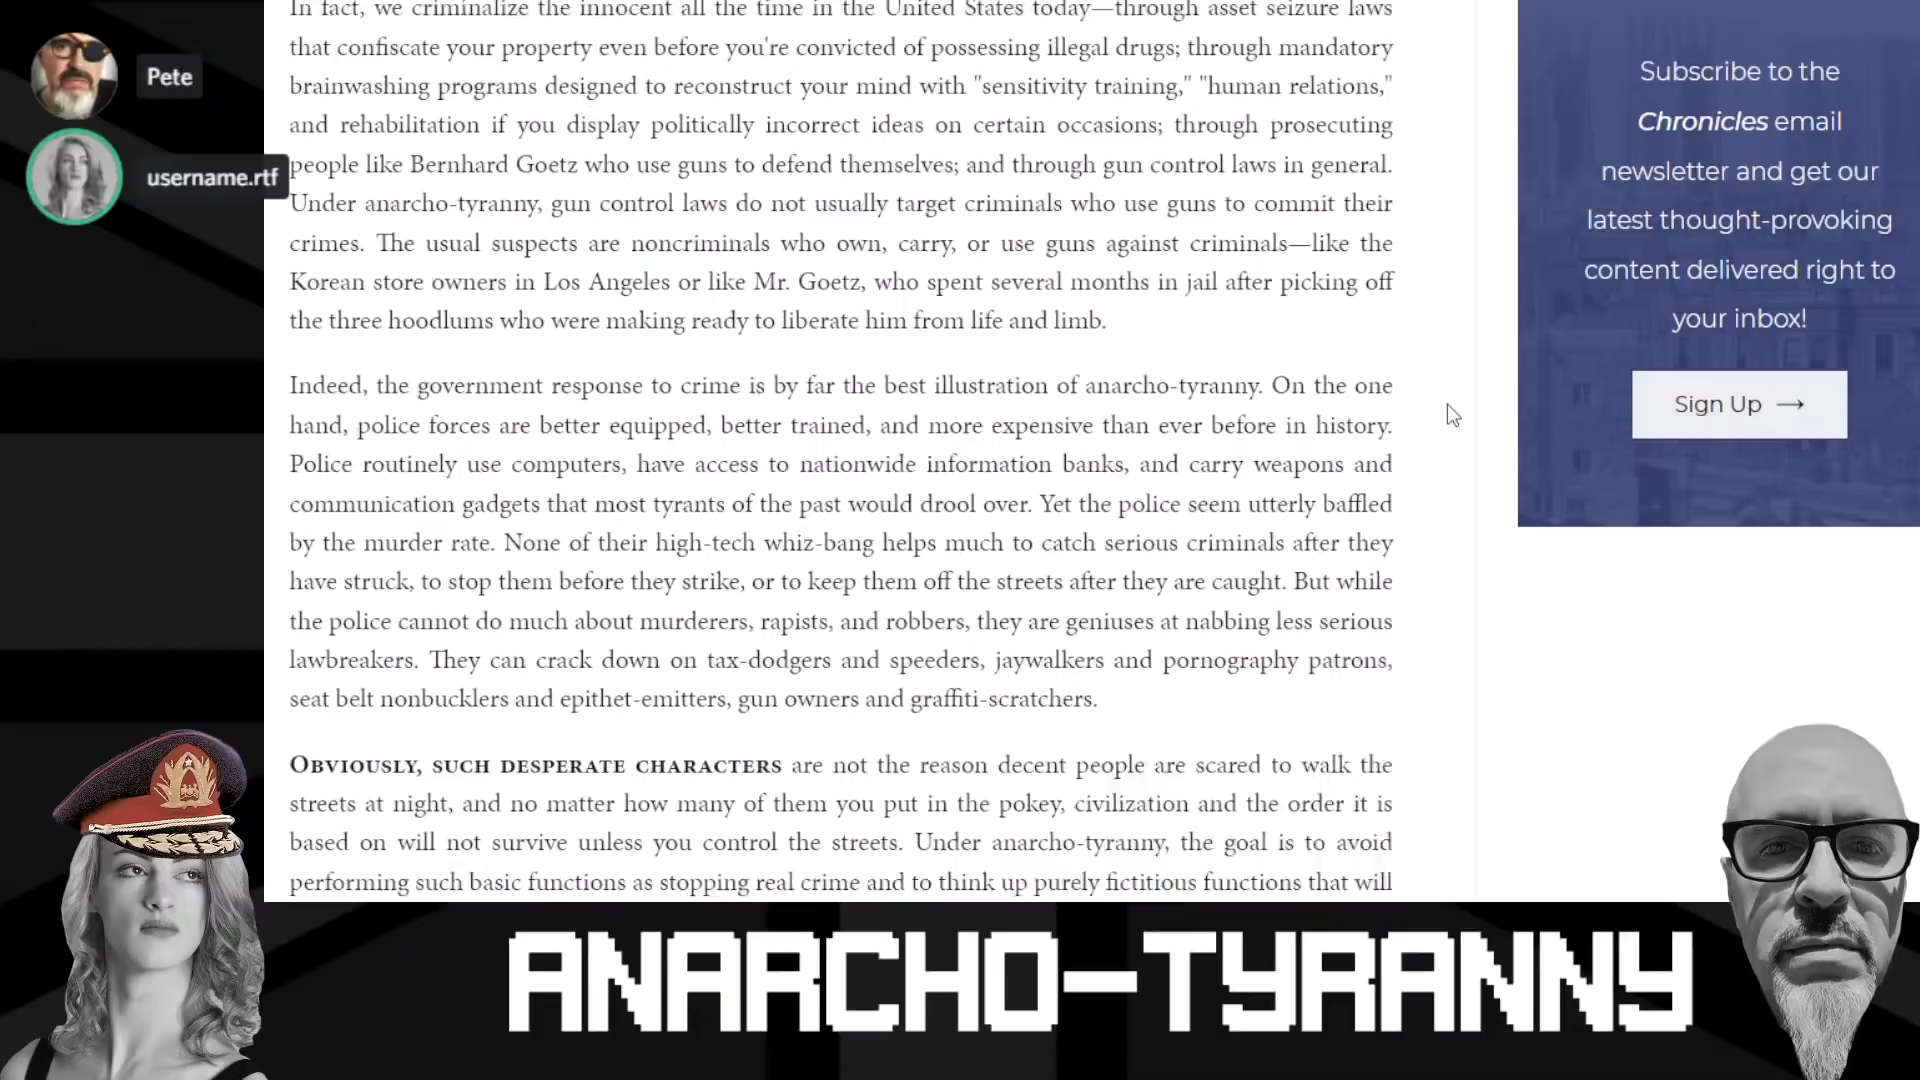 Pete
username.rtf
In fact, we criminalize the innocent all the time in the United States today—through asset seizure laws
that confiscate your property even before you're convicted of possessing illegal drugs; through mandatory
brainwashing programs designed to reconstruct your mind with "sensitivity training," "human relations,"
and rehabilitation if you display politically incorrect ideas on certain occasions; through prosecuting
people like Bernhard Goetz who use guns to defend themselves; and through gun control laws in general.
Under anarcho-tyranny, gun control laws do not usually target criminals who use guns to commit their
crimes. The usual suspects are noncriminals who own, carry, or use guns against criminals—like the
Korean store owners in Los Angeles or like Mr. Goetz, who spent several months in jail after picking off
the three hoodlums who were making ready to liberate him from life and limb.
Indeed, the government response to crime is by far the best illustration of anarcho-tyranny. On the one
hand, police forces are better equipped, better trained, and more expensive than ever before in history.
Police routinely use computers, have access to nationwide information banks, and carry weapons and
communication gadgets that most tyrants of the past would drool over. Yet the police seem utterly baffled
by the murder rate. None of their high-tech whiz-bang helps much to catch serious criminals after they
have struck, to stop them before they strike, or to keep them off the streets after they are caught. But while
the police cannot do much about murderers, rapists, and robbers, they are geniuses at nabbing less serious
lawbreakers. They can crack down on tax-dodgers and speeders, jaywalkers and pornography patrons,
seat belt nonbucklers and epithet-emitters, gun owners and graffiti-scratchers.
OBVIOUSLY, SUCH DESPERATE CHARACTERS are not the reason decent people are scared to walk the
streets at night, and no matter how many of them you put in the pokey, civilization and the order it is
based on will not survive unless you control the streets. Under anarcho-tyranny, the goal is to avoid
performing such basic functions as stopping real crime and to think up purely fictitious functions that will
Subscribe to the
Chronicles email
newsletter and get our
latest thought-provoking
content delivered right to
your inbox!
Sign Up →
ANARCHO-TYRANNY